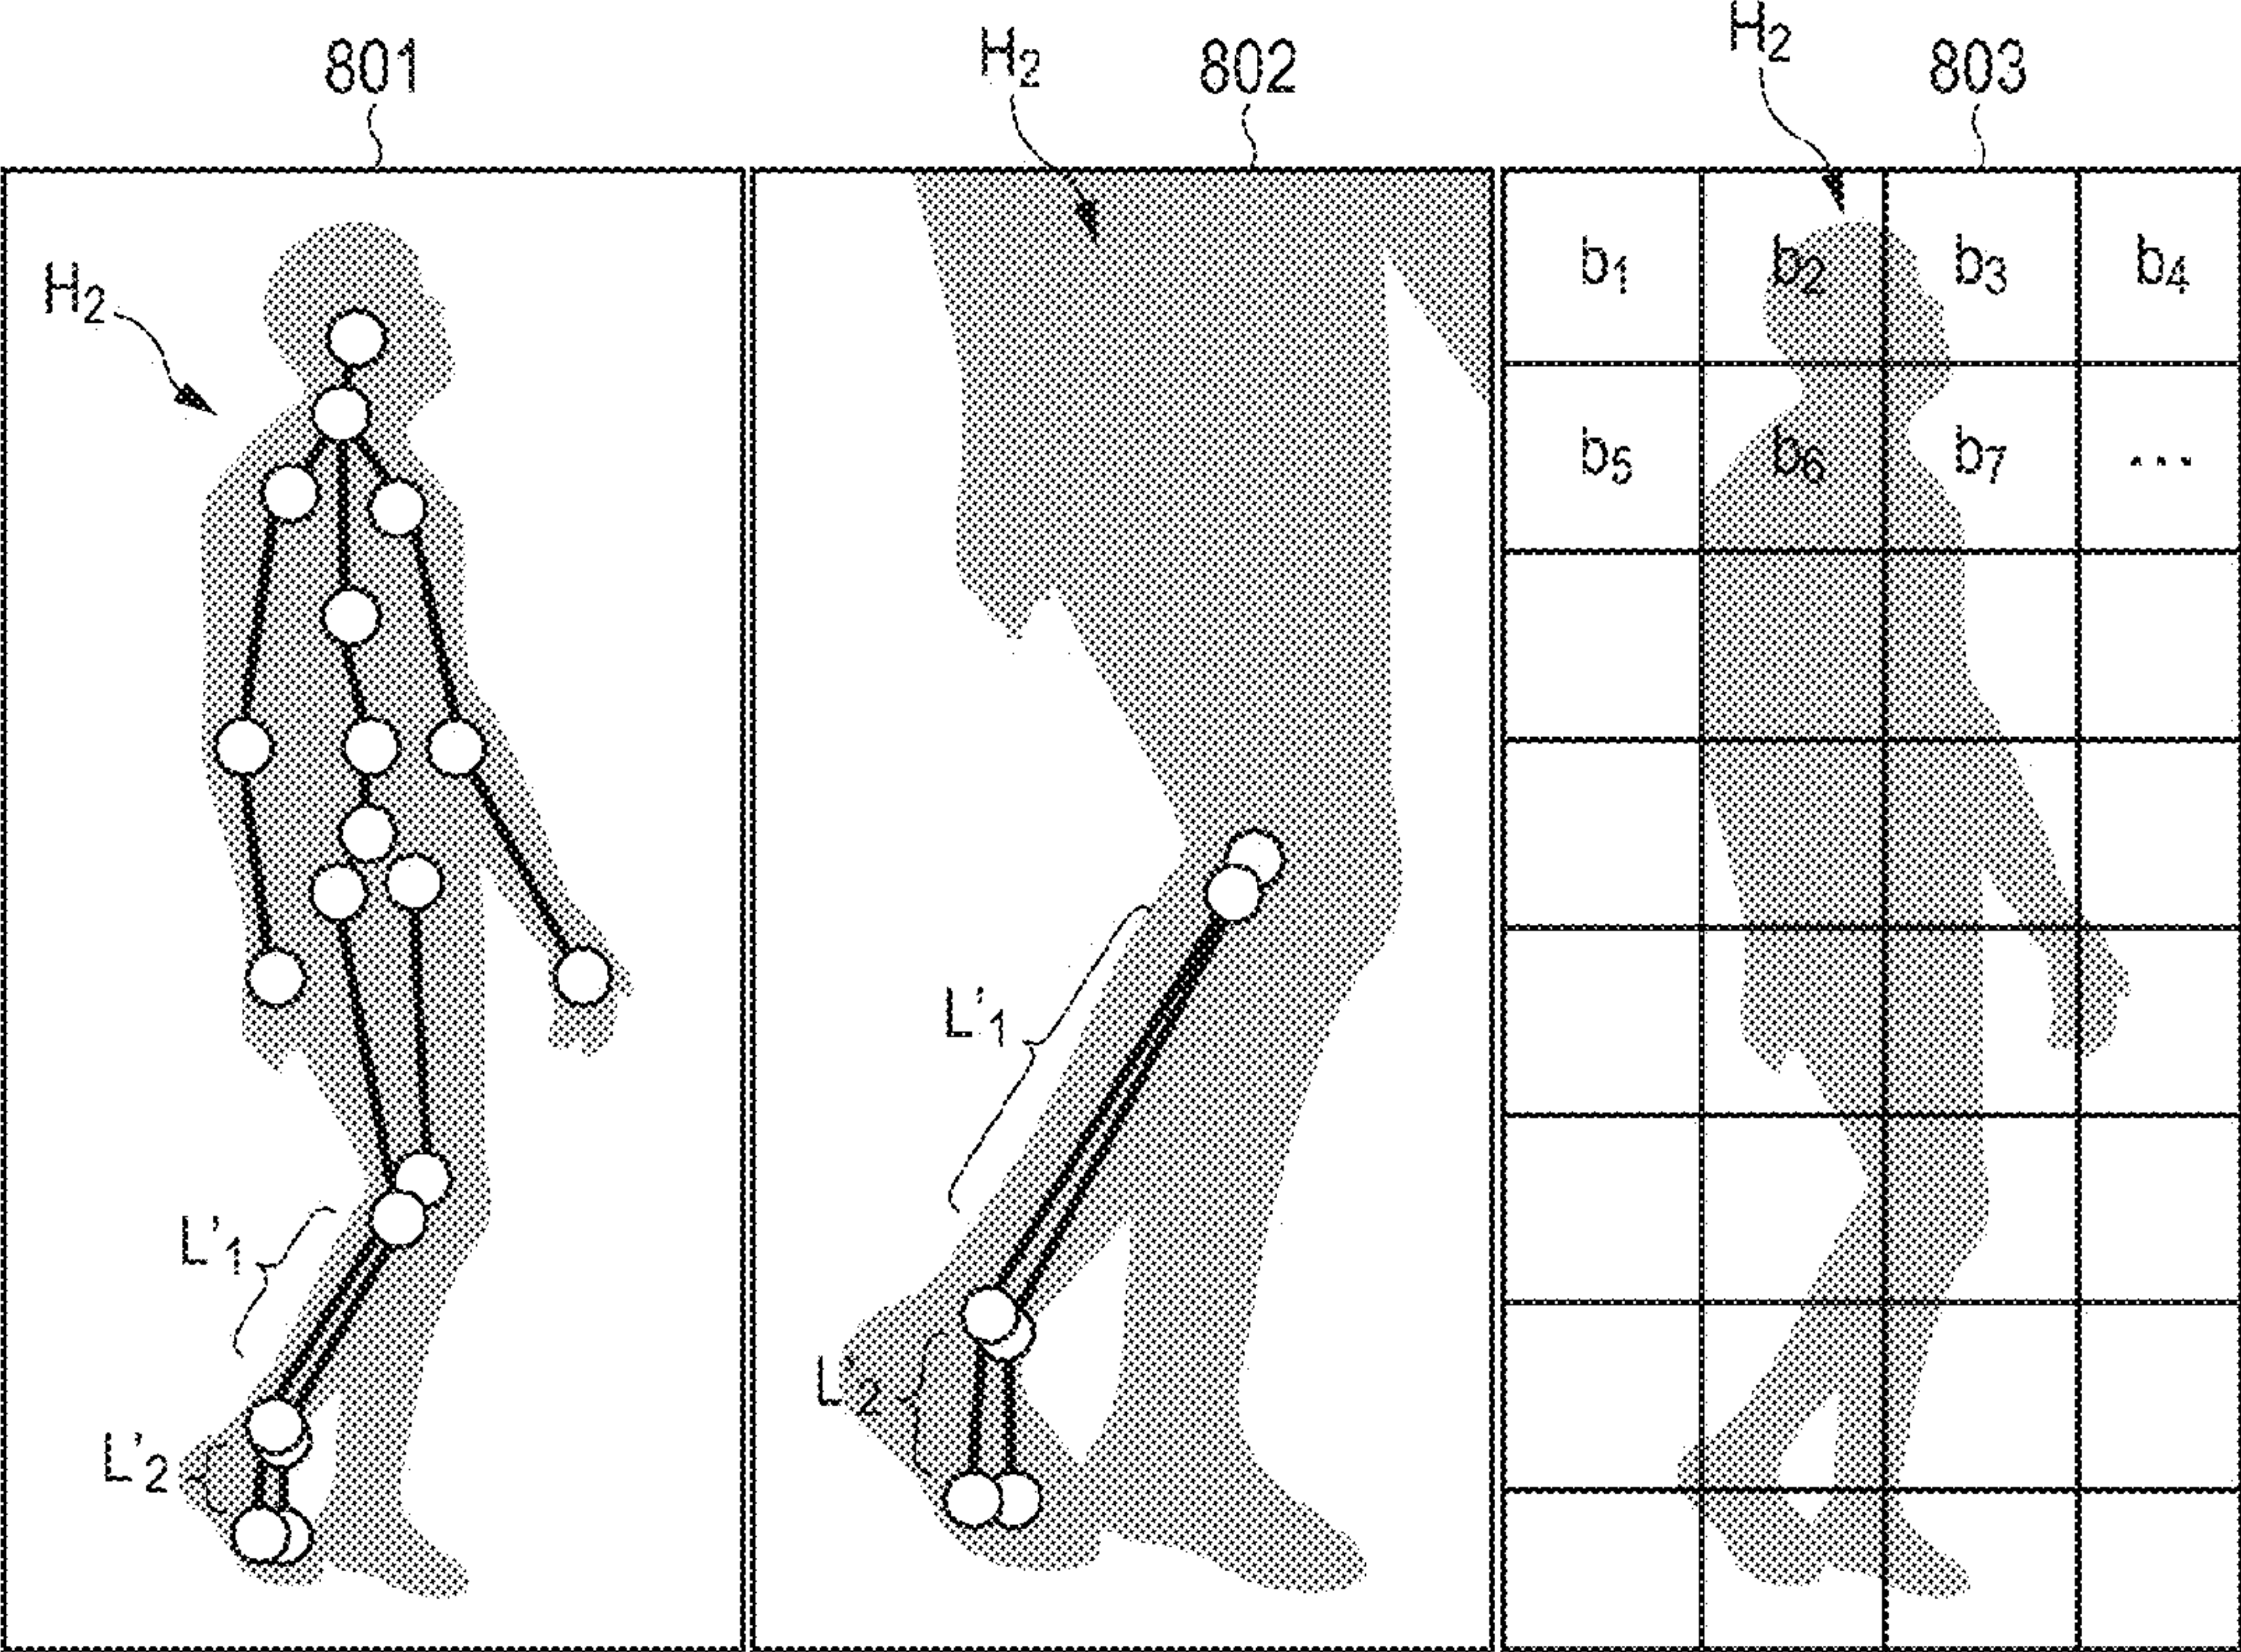 801 H₂ 802 H₂ 803
H₂ b₁ b₂ b₃ b₄
b₅ b₆ b₇ ...
L'₁
L'₁
L'₂
L'₂